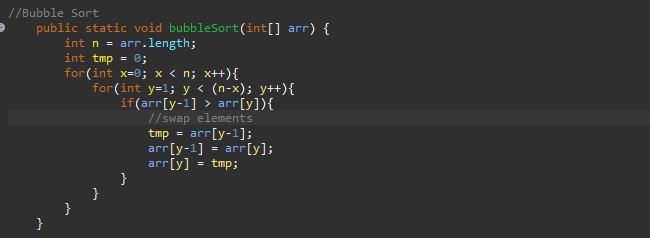 //Bubble Sort
public static void bubbleSort(int[] arr) {
int n = arr.length;
int tmp = 0;
for(int x=0; x < n; x++){
for(int y=1; y < (n-x); y++){
if(arr[y-1] > arr[y]){
//swap elements
tmp = arr[y-1];
arr[y-1] = arr[y];
arr[y] = tmp;
}
}
}
}